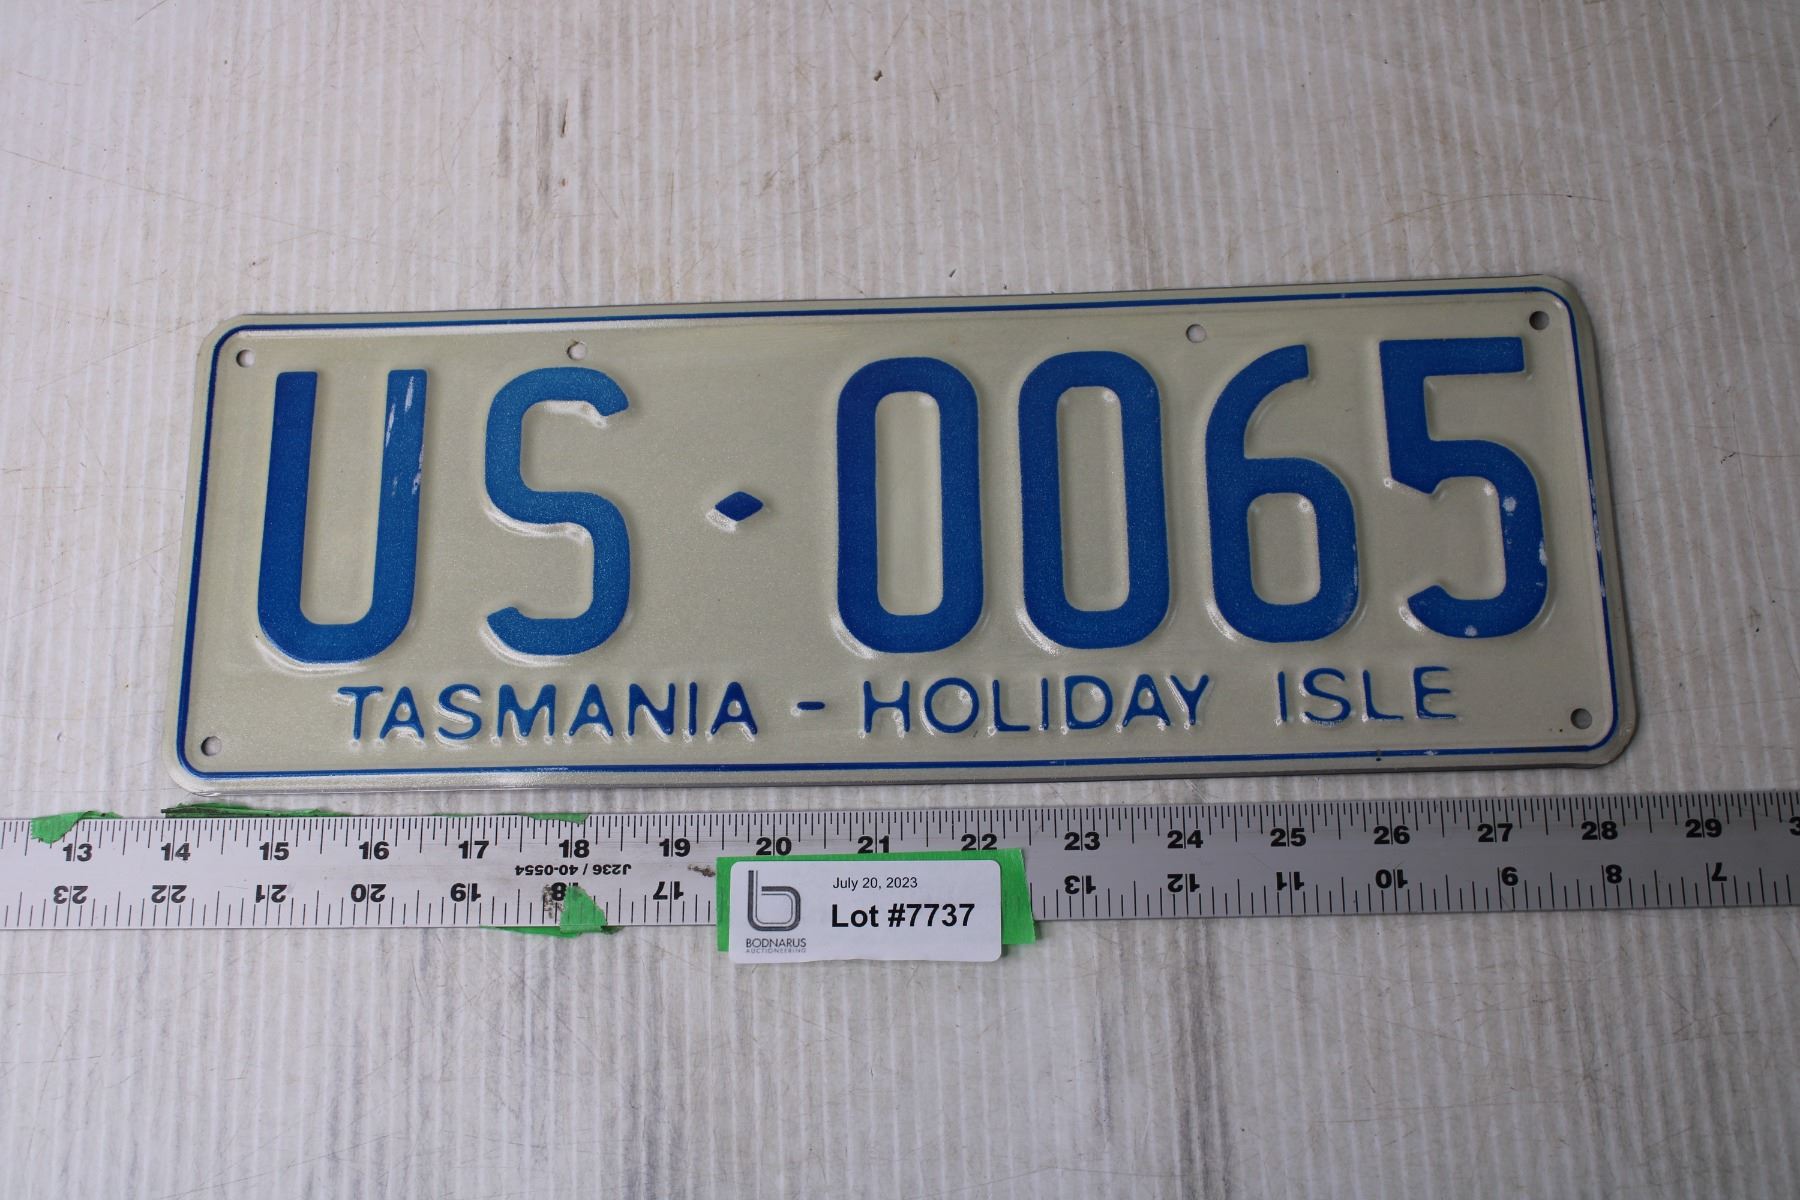 US·0065
TASMANIA - HOLIDAY ISLE
13 14 15 16 17 18 19 20 21 22 23 24 25 26 27 28 29
J236 / 40-0554
23 22 21 20 19 18 17 13 12 11 10 9 8 7
July 20, 2023
Lot #7737
BODNARUS
AUCTIONEERING